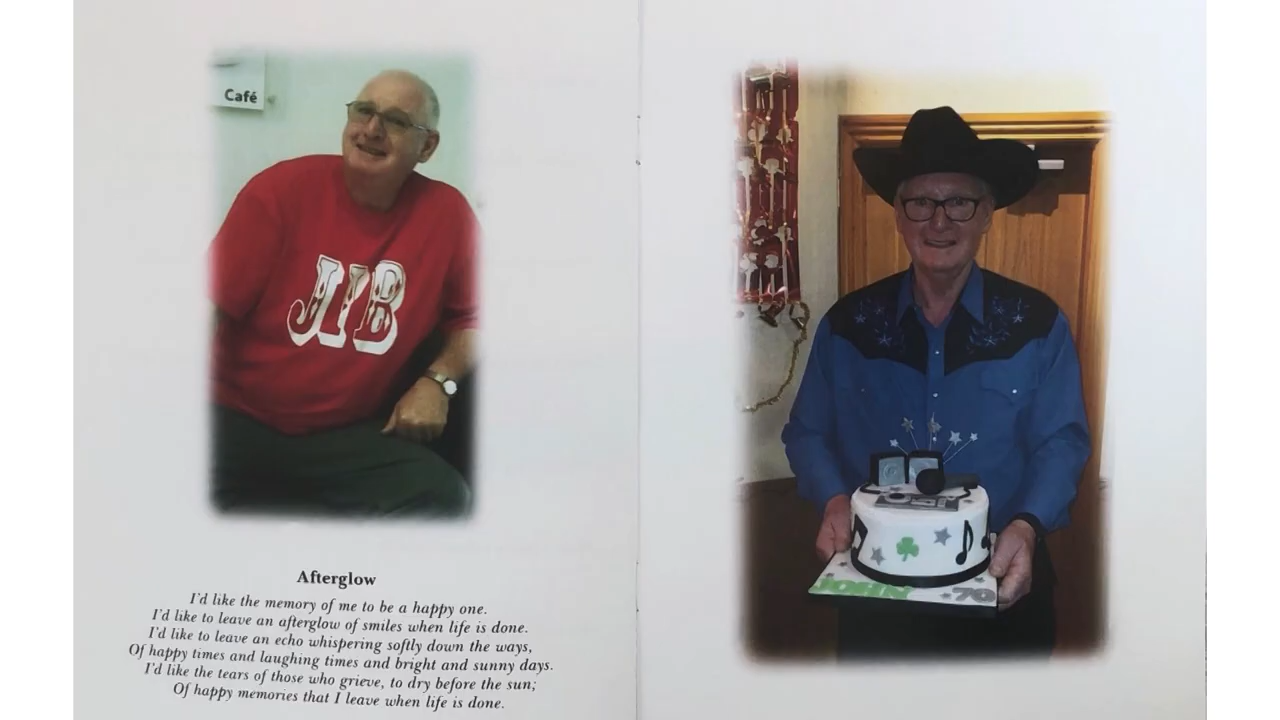 Café
JIB
Afterglow
I'd like the memory of me to be a happy one.
I'd like to leave an afterglow of smiles when life is done.
I'd like to leave an echo whispering softly down the ways,
Of happy times and laughing times and bright and sunny days.
I'd like the tears of those who grieve, to dry before the sun;
Of happy memories that I leave when life is done.
JOHN 70